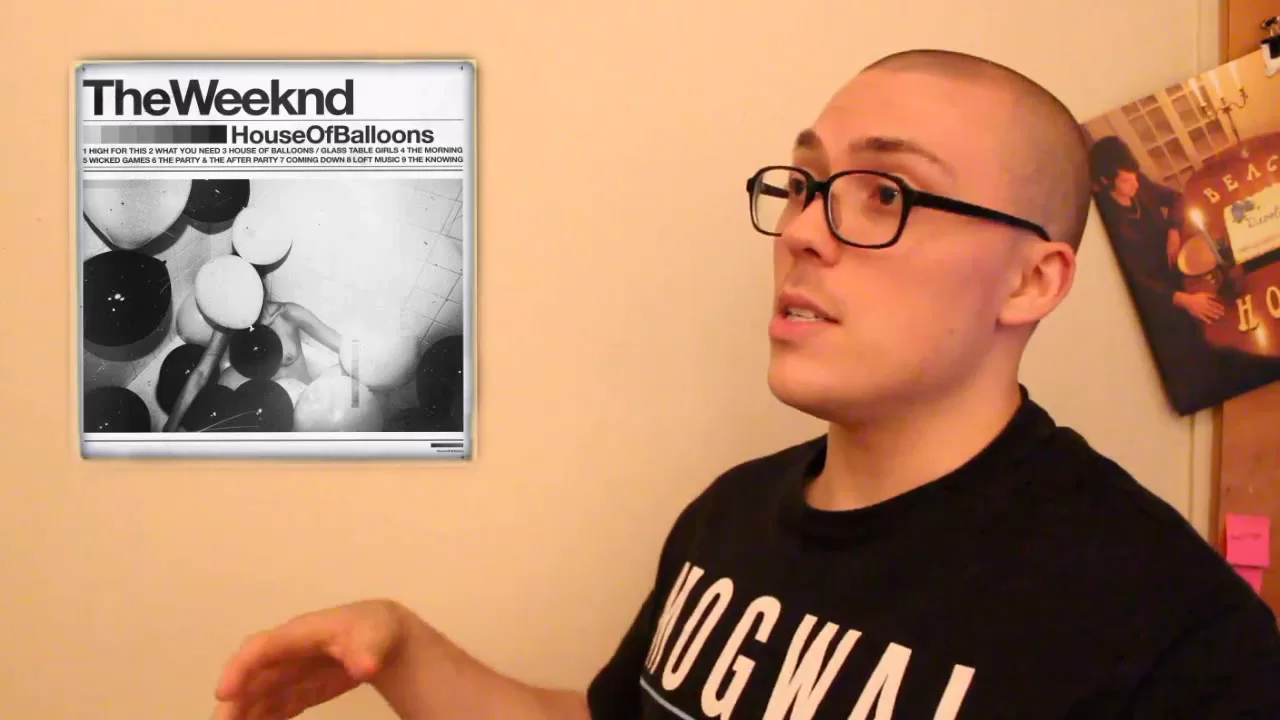 TheWeeknd
HouseOfBalloons
1 HIGH FOR THIS 2 WHAT YOU NEED 3 HOUSE OF BALLOONS / GLASS TABLE GIRLS 4 THE MORNING
5 WICKED GAMES 6 THE PARTY & THE AFTER PARTY 7 COMING DOWN 8 LOFT MUSIC 9 THE KNOWING
BEAC
HO
MOGWAI